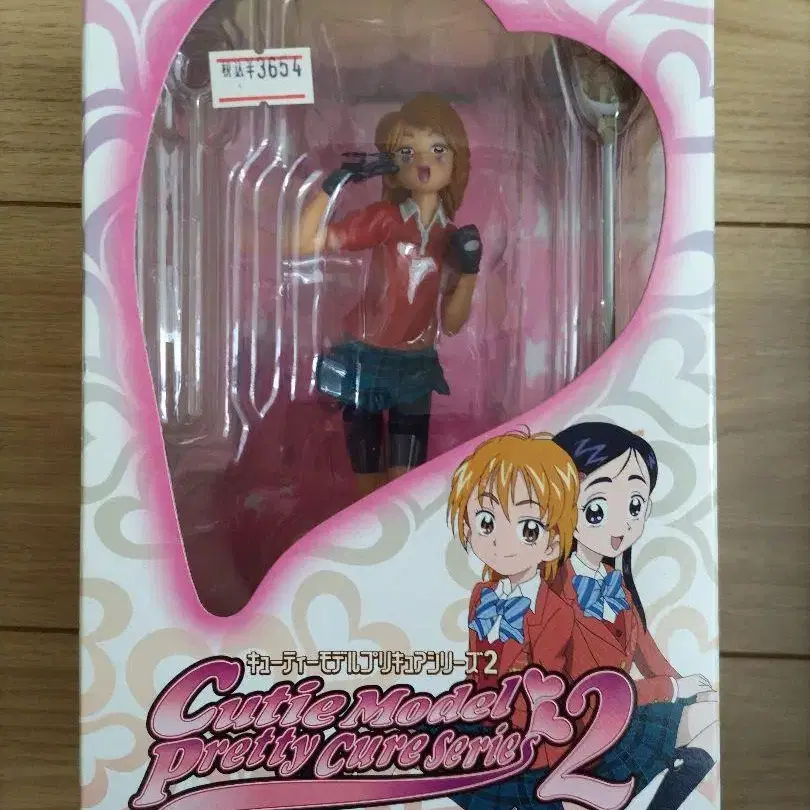 税込¥3654
キューティーモデルプリキュアシリーズ2
Cutie Model
Pretty Cure Series 2